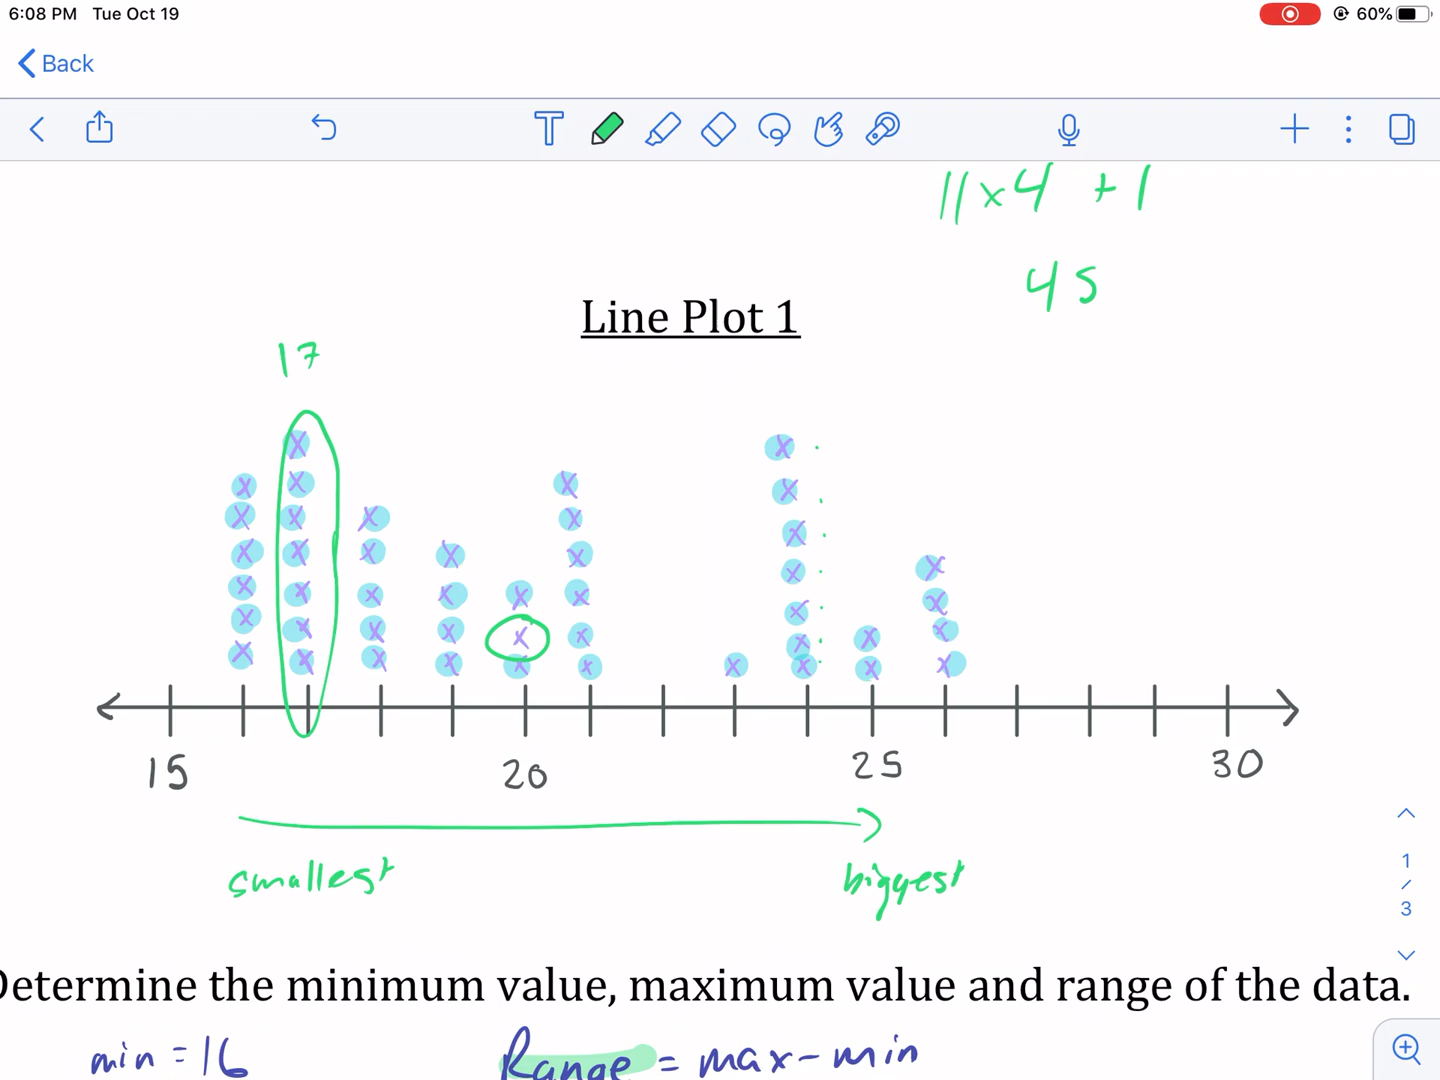 6:08 PM Tue Oct 19
60%
Back
T
11x4 + 1
45
Line Plot 1
17
x x x x x x
x x x x x x x
x x x x x
x x x x
x x x
x x x x x x
x
x x x x x x x
x x
x x x x
15 20 25 30
smallest biggest
1
/
3
Determine the minimum value, maximum value and range of the data.
min = 16 Range = max - min